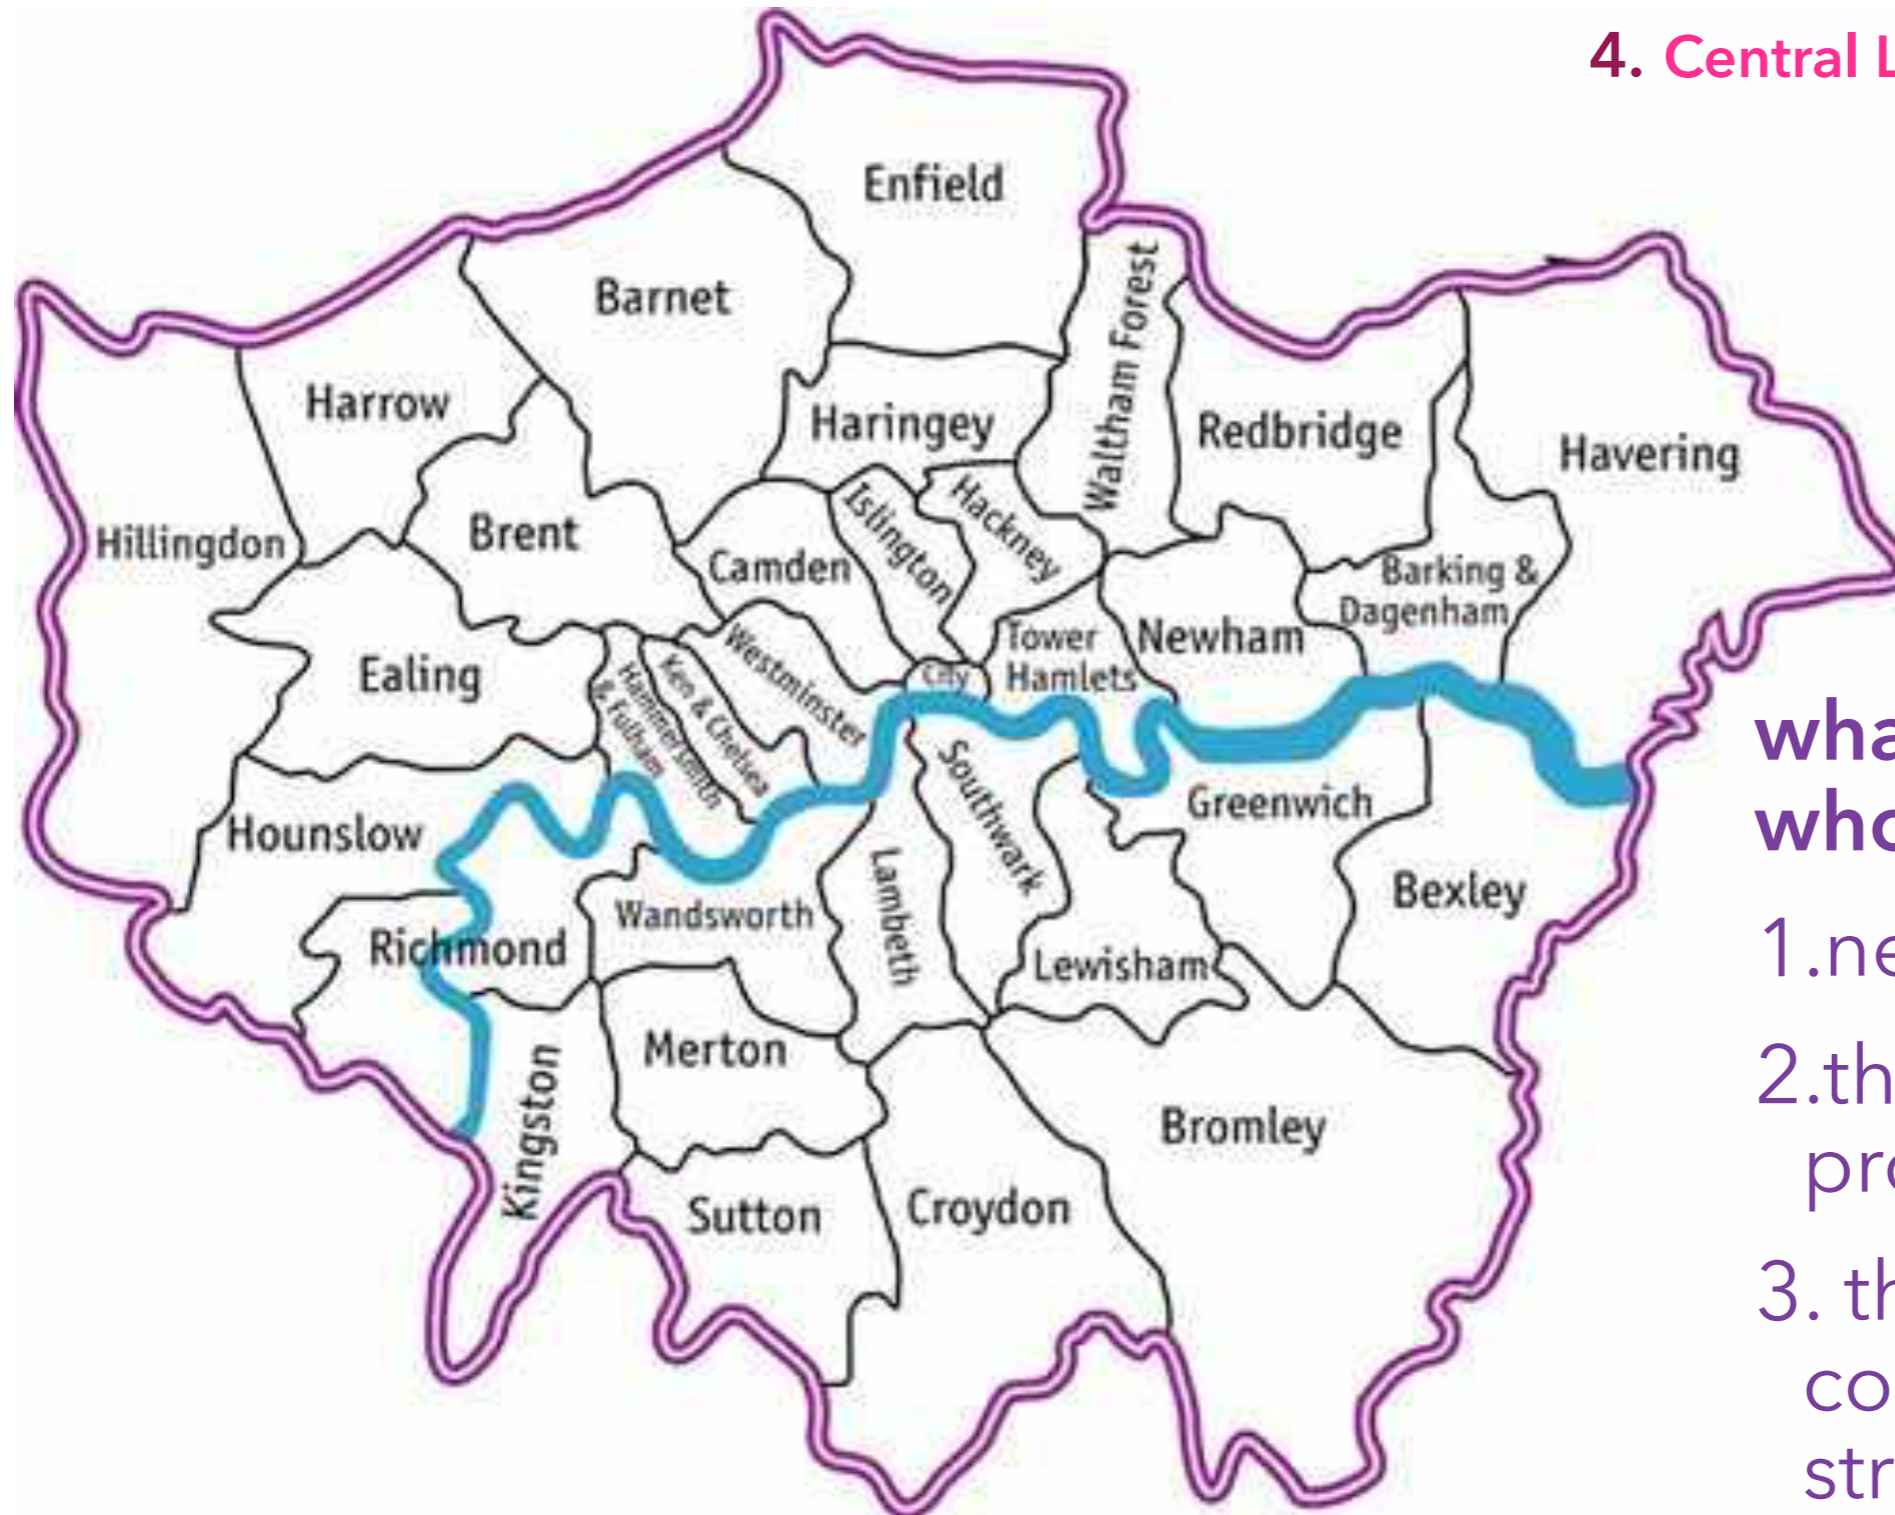 4. Central L
Enfield
Barnet
Harrow
Haringey
Waltham Forest
Redbridge
Havering
Hillingdon
Brent
Camden
Islington
Hackney
Barking &
Dagenham
Ealing
Hammersmith
& Fulham
Ken & Chelsea
Westminster
City
Tower
Hamlets
Newham
Hounslow
Richmond
Wandsworth
Lambeth
Southwark
Lewisham
Greenwich
Bexley
Kingston
Merton
Sutton
Croydon
Bromley
wha
who
1.ne
2.th
pro
3. th
co
str